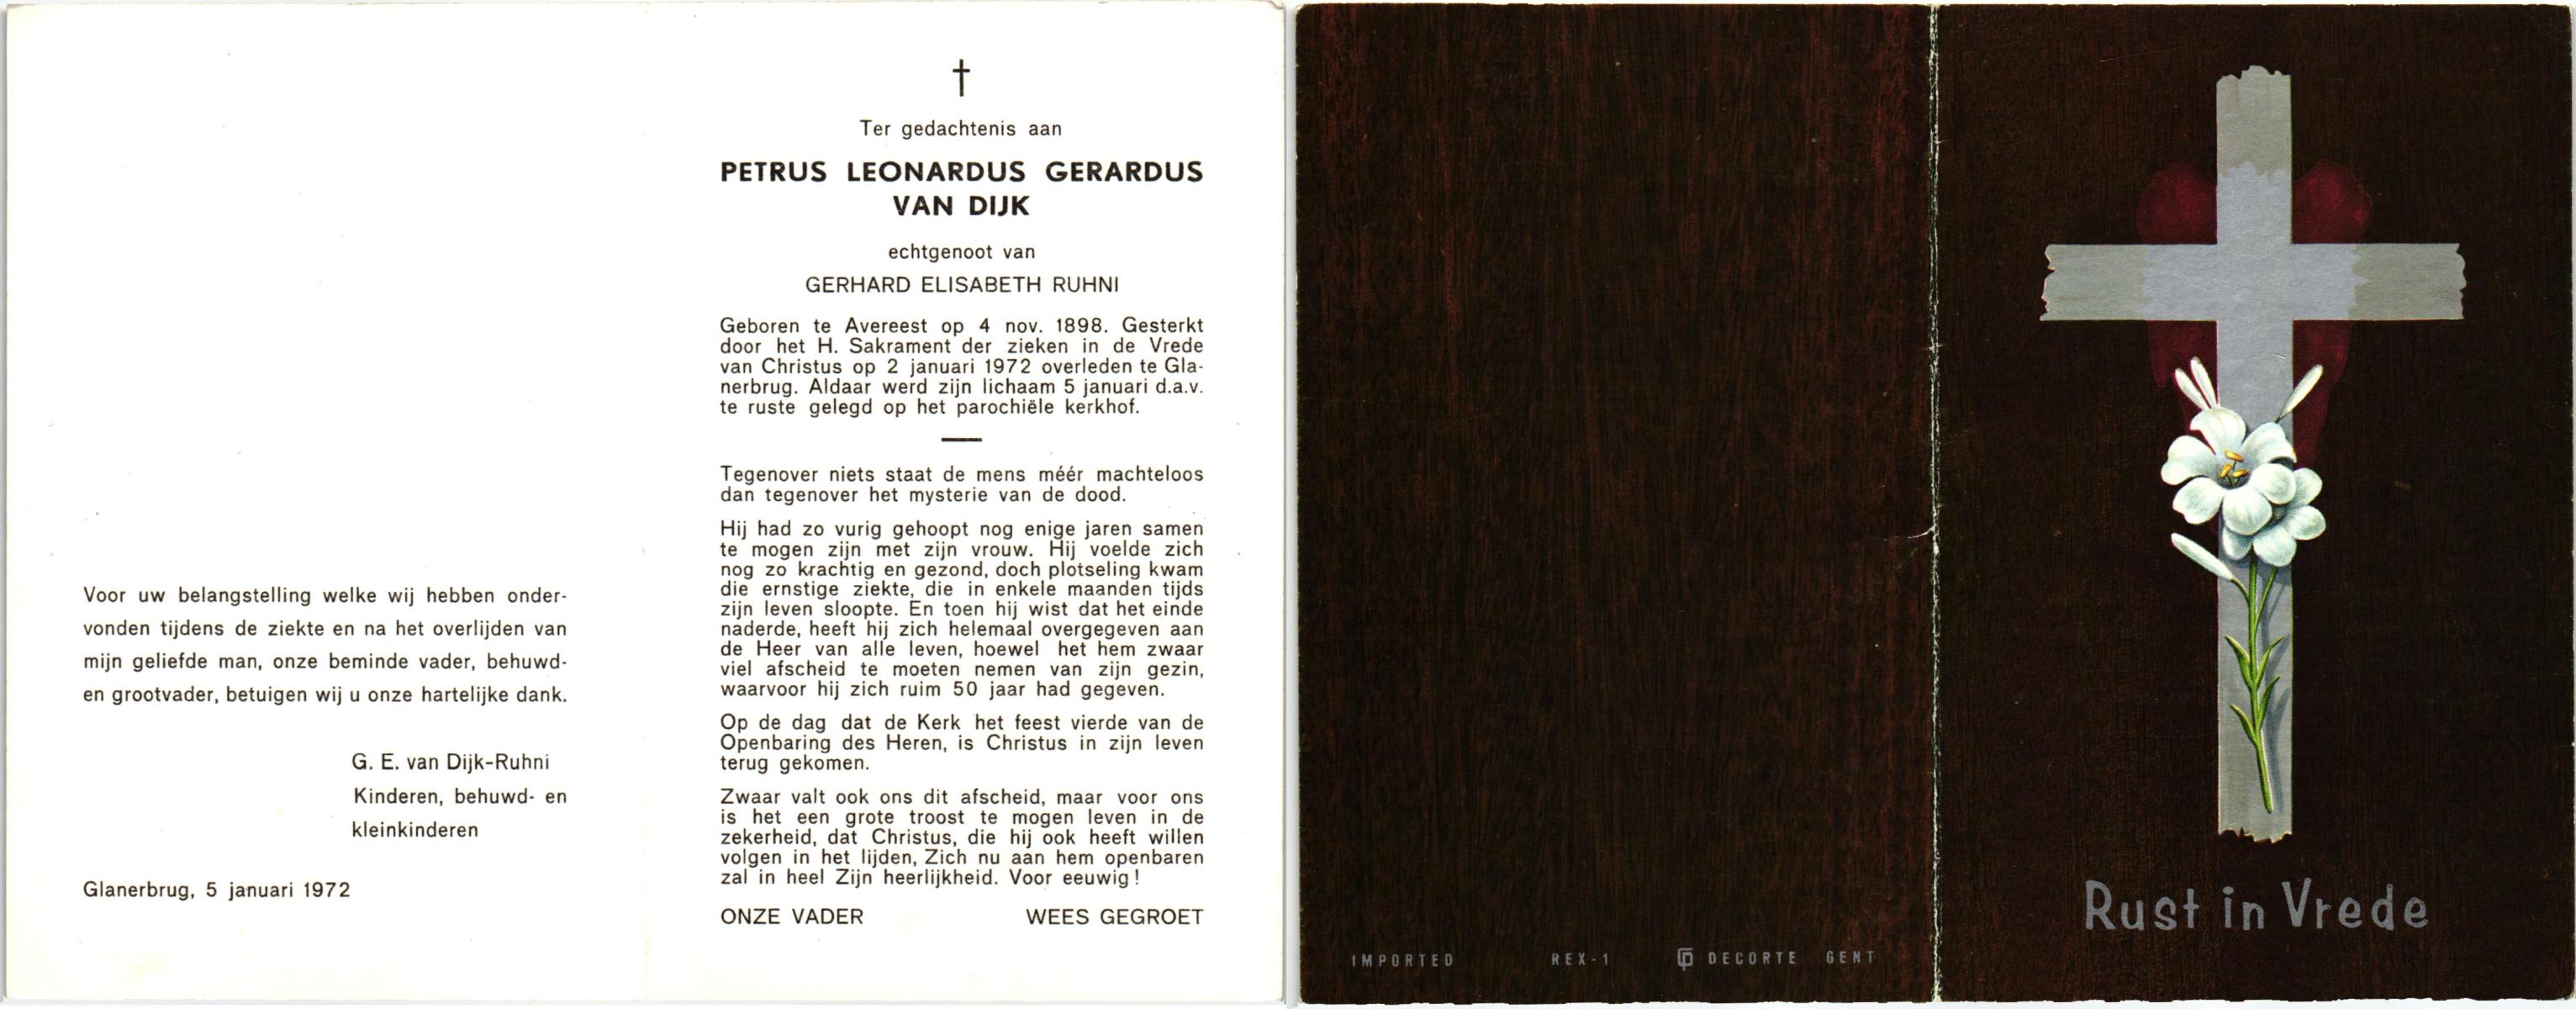 Voor uw belangstelling welke wij hebben onder-
vonden tijdens de ziekte en na het overlijden van
mijn geliefde man, onze beminde vader, behuwd-
en grootvader, betuigen wij u onze hartelijke dank.
G. E. van Dijk-Ruhni
Kinderen, behuwd- en
kleinkinderen
Glanerbrug, 5 januari 1972
Ter gedachtenis aan
PETRUS LEONARDUS GERARDUS
VAN DIJK
echtgenoot van
GERHARD ELISABETH RUHNI
Geboren te Avereest op 4 nov. 1898. Gesterkt
door het H. Sakrament der zieken in de Vrede
van Christus op 2 januari 1972 overleden te Gla-
nerbrug. Aldaar werd zijn lichaam 5 januari d.a.v.
te ruste gelegd op het parochiële kerkhof.
Tegenover niets staat de mens méér machteloos
dan tegenover het mysterie van de dood.
Hij had zo vurig gehoopt nog enige jaren samen
te mogen zijn met zijn vrouw. Hij voelde zich
nog zo krachtig en gezond, doch plotseling kwam
die ernstige ziekte, die in enkele maanden tijds
zijn leven sloopte. En toen hij wist dat het einde
naderde, heeft hij zich helemaal overgegeven aan
de Heer van alle leven, hoewel het hem zwaar
viel afscheid te moeten nemen van zijn gezin,
waarvoor hij zich ruim 50 jaar had gegeven.
Op de dag dat de Kerk het feest vierde van de
Openbaring des Heren, is Christus in zijn leven
terug gekomen.
Zwaar valt ook ons dit afscheid, maar voor ons
is het een grote troost te mogen leven in de
zekerheid, dat Christus, die hij ook heeft willen
volgen in het lijden, Zich nu aan hem openbaren
zal in heel Zijn heerlijkheid. Voor eeuwig!
ONZE VADER WEES GEGROET
IMPORTED REX-1 DECORTE GENT
Rust in Vrede